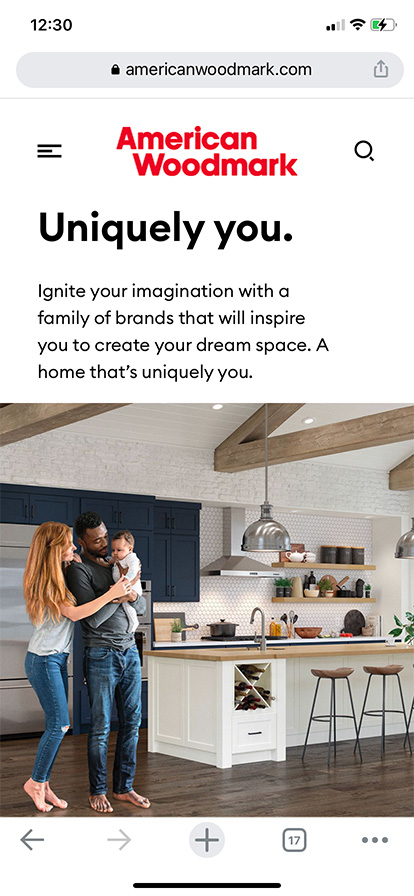 12:30
americanwoodmark.com
American
Woodmark
Uniquely you.
Ignite your imagination with a
family of brands that will inspire
you to create your dream space. A
home that’s uniquely you.
17